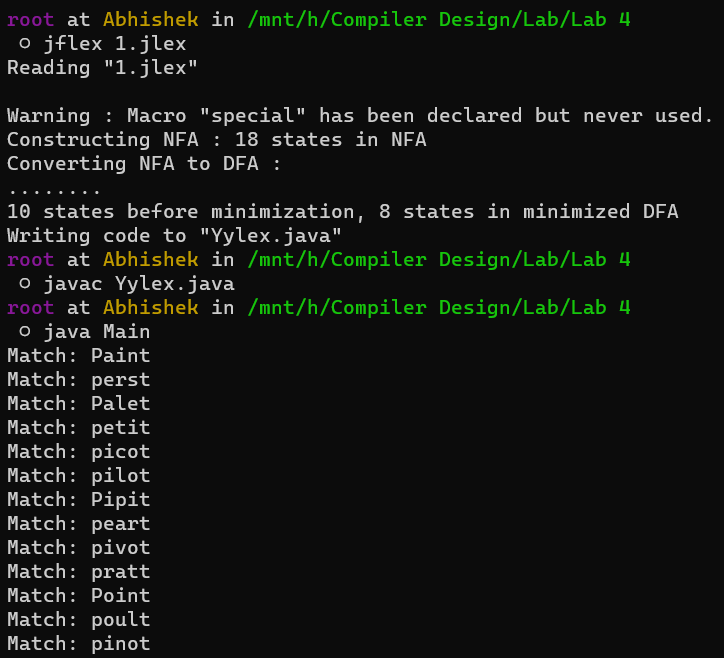 root at Abhishek in /mnt/h/Compiler Design/Lab/Lab 4
○ jflex 1.jlex
Reading "1.jlex"
Warning : Macro "special" has been declared but never used.
Constructing NFA : 18 states in NFA
Converting NFA to DFA :
........
10 states before minimization, 8 states in minimized DFA
Writing code to "Yylex.java"
root at Abhishek in /mnt/h/Compiler Design/Lab/Lab 4
○ javac Yylex.java
root at Abhishek in /mnt/h/Compiler Design/Lab/Lab 4
○ java Main
Match: Paint
Match: perst
Match: Palet
Match: petit
Match: picot
Match: pilot
Match: Pipit
Match: peart
Match: pivot
Match: pratt
Match: Point
Match: poult
Match: pinot